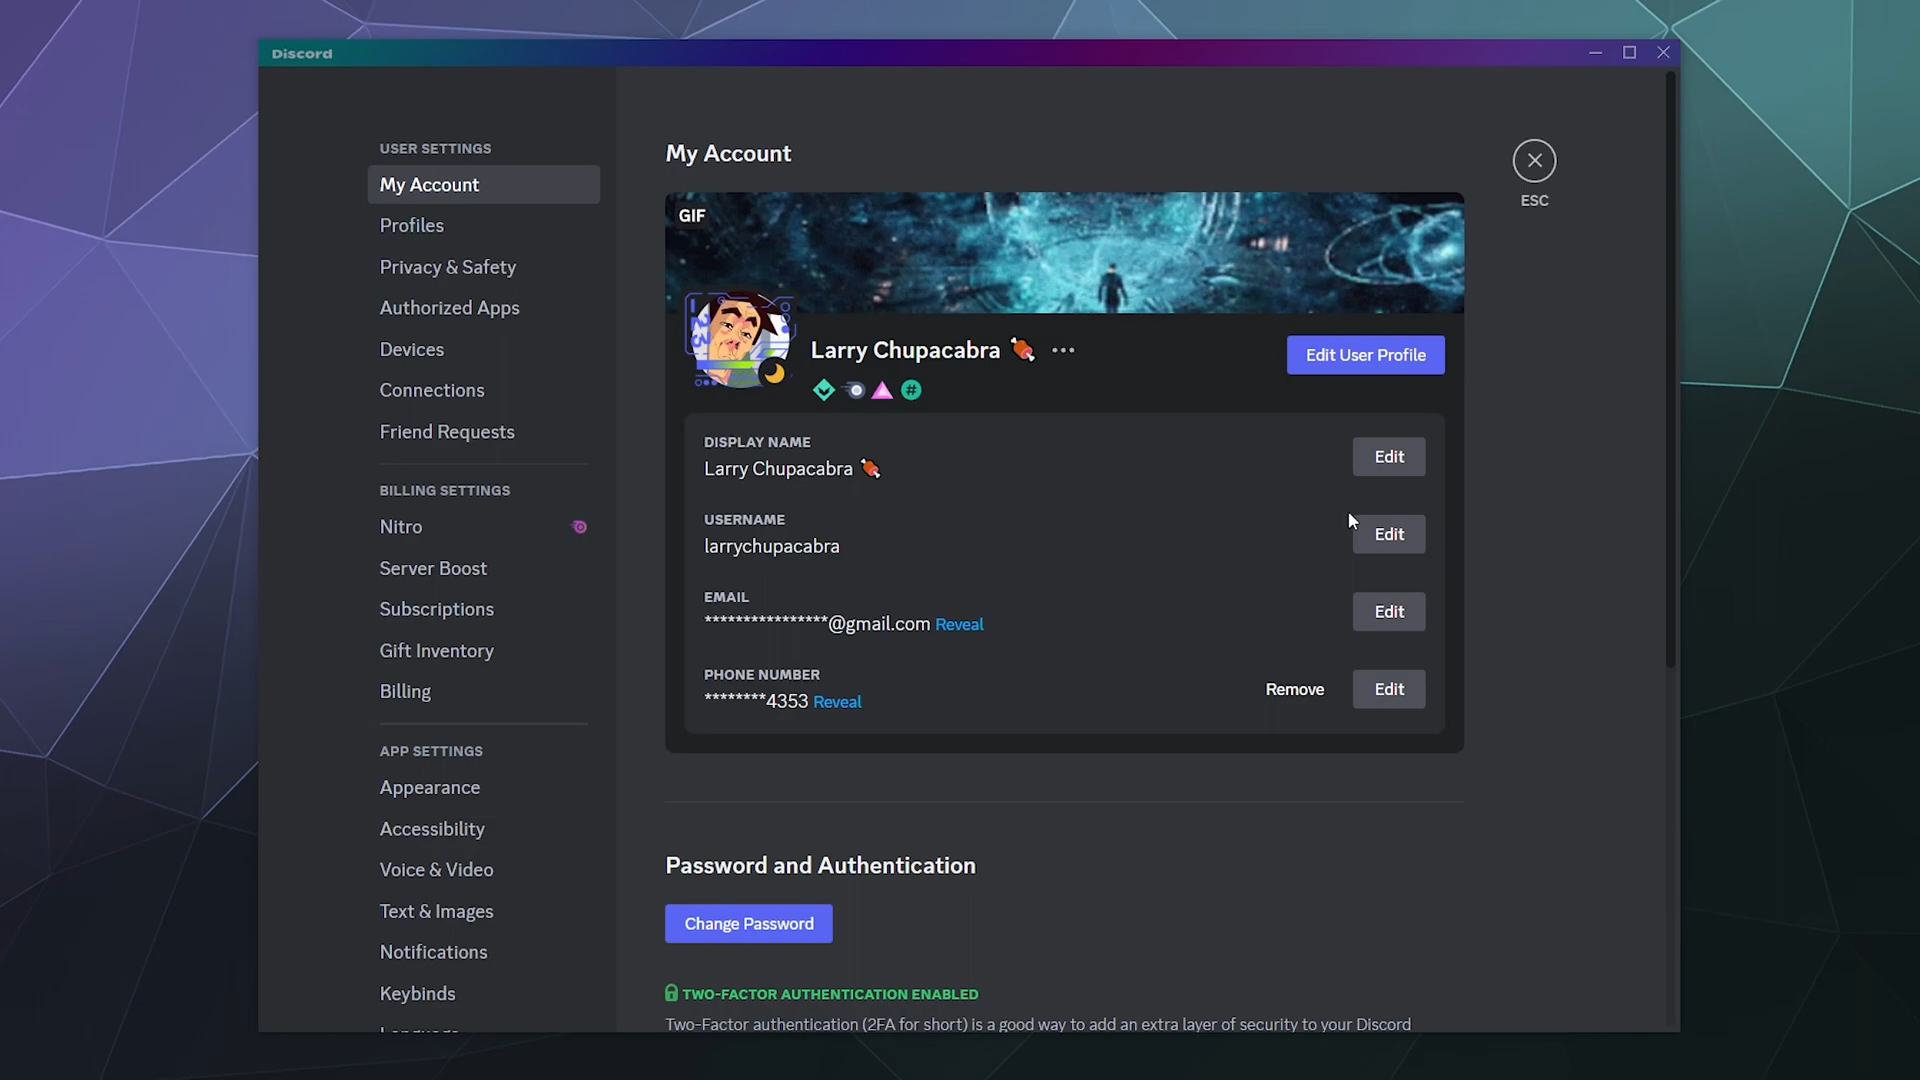 Discord
USER SETTINGS
My Account
Profiles
Privacy & Safety
Authorized Apps
Devices
Connections
Friend Requests
BILLING SETTINGS
Nitro
Server Boost
Subscriptions
Gift Inventory
Billing
APP SETTINGS
Appearance
Accessibility
Voice & Video
Text & Images
Notifications
Keybinds
My Account
ESC
GIF
Larry Chupacabra
Edit User Profile
DISPLAY NAME
Larry Chupacabra
Edit
USERNAME
larrychupacabra
Edit
EMAIL
****************@gmail.com Reveal
Edit
PHONE NUMBER
********4353 Reveal
Remove
Edit
Password and Authentication
Change Password
TWO-FACTOR AUTHENTICATION ENABLED
Two-Factor authentication (2FA for short) is a good way to add an extra layer of security to your Discord